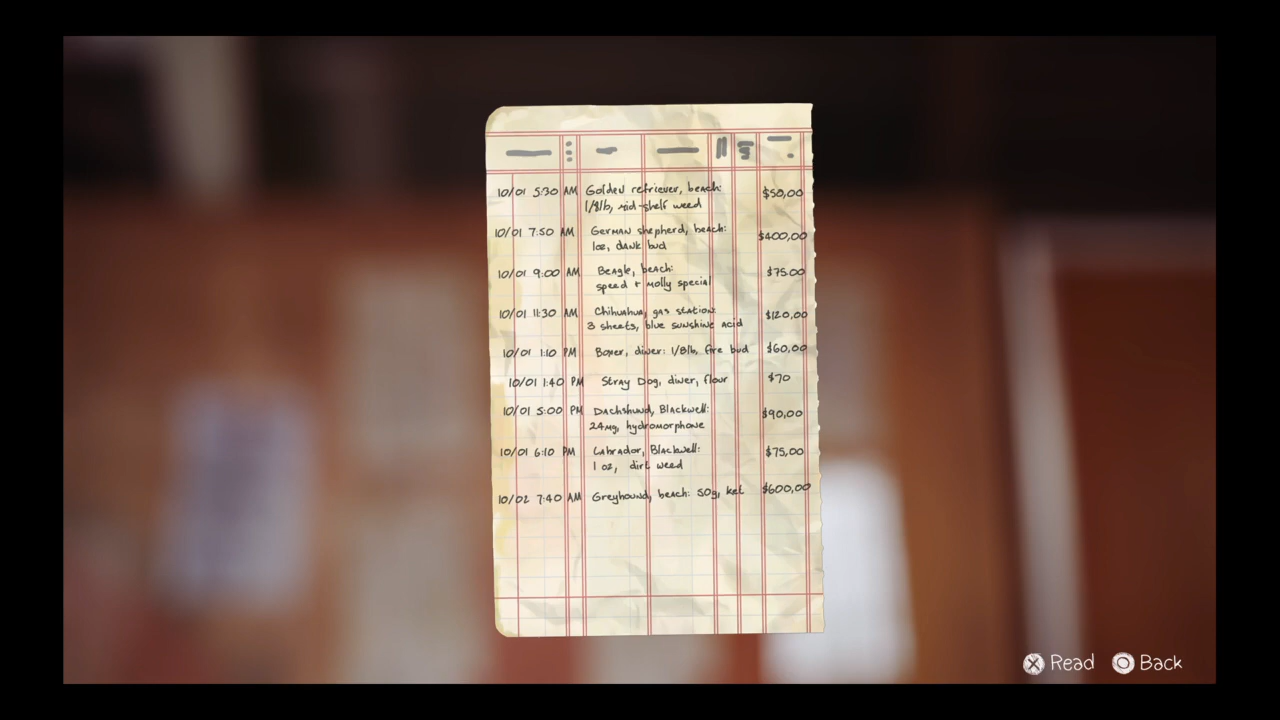 10/01 5:30 AM Golden retriever, beach: $50,00
1/8lb, mid-shelf weed
10/01 7:50 AM German shepherd, beach: $400,00
1oz, dank bud
10/01 9:00 AM Beagle, beach: $75.00
speed + molly special
10/01 11:30 AM Chihuahua, gas station: $120,00
3 sheets, blue sunshine acid
10/01 1:10 PM Boxer, diner: 1/8lb, fire bud $60,00
10/01 1:40 PM Stray Dog, diner, flour $70
10/01 5:00 PM Dachshund, Blackwell: $90,00
24mg, hydromorphone
10/01 6:10 PM Labrador, Blackwell: $75,00
1 oz, dirt weed
10/02 7:40 AM Greyhound, beach: 50g, ket $600,00
X Read O Back